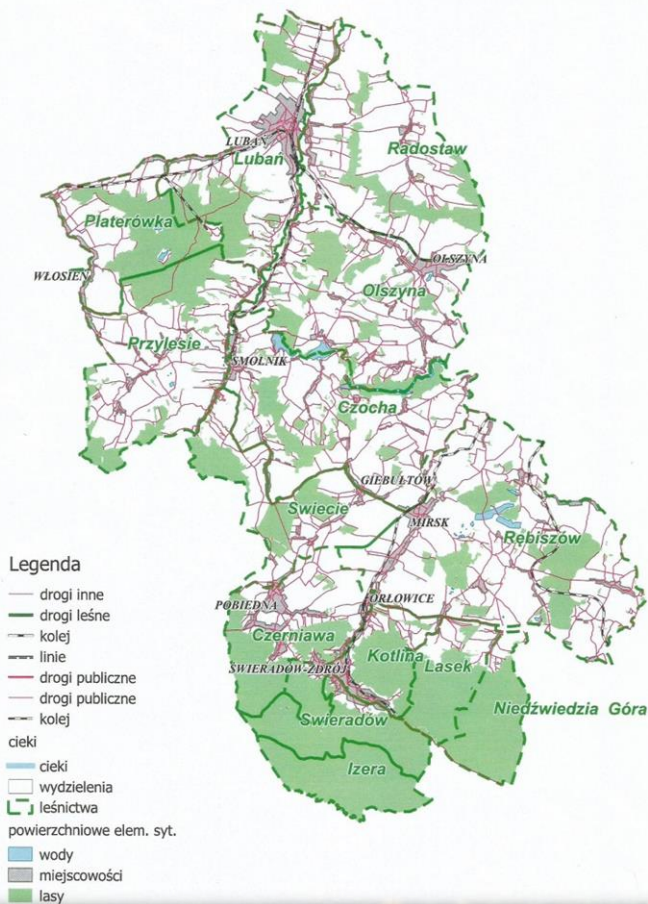 LUBAŃ
Lubań
Radostaw
Platerówka
WŁOSIEŃ
OLSZYNA
Olszyna
Przylesie
SMOLNIK
Czocha
GIEBUŁTÓW
Świecie
MIRSK
Rębiszów
Legenda
drogi inne
drogi leśne
kolej
linie
drogi publiczne
drogi publiczne
kolej
cieki
cieki
wydzielenia
leśnictwa
powierzchniowe elem. syt.
wody
miejscowości
lasy
POBIEDNA
ORŁOWICE
Czerniawa
Kotlina
Lasek
ŚWIERADÓW-ZDRÓJ
Niedźwiedzia Góra
Świeradów
Izera